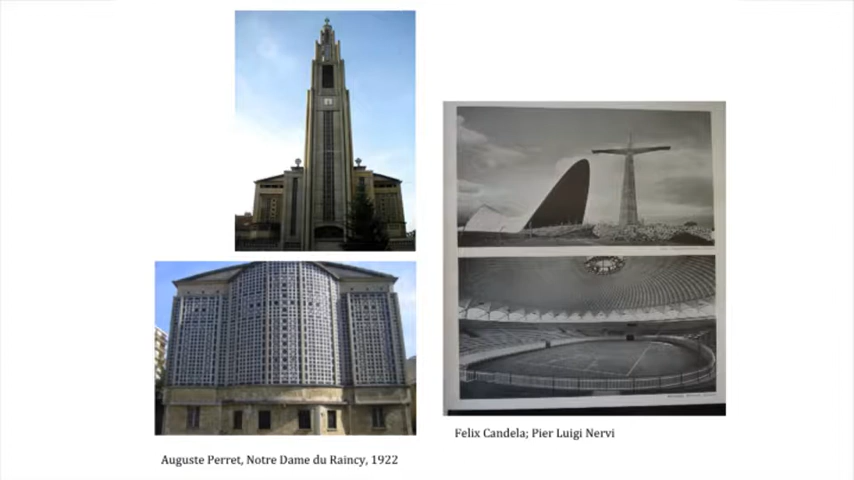 Felix Candela; Pier Luigi Nervi
Auguste Perret, Notre Dame du Raincy, 1922